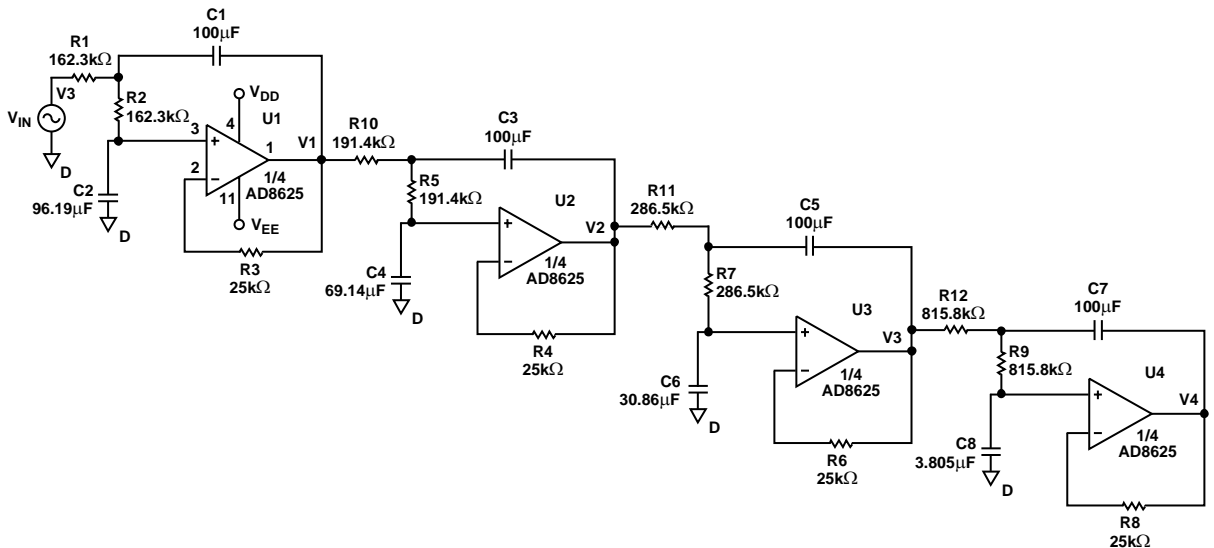 C1
100µF
R1
162.3kΩ
V3
VIN
D
R2
162.3kΩ
VDD
4
U1
3
+
1
V1
2
−
11
1/4
AD8625
VEE
C2
96.19µF
D
R3
25kΩ
R10
191.4kΩ
C3
100µF
R5
191.4kΩ
U2
+
V2
−
1/4
AD8625
C4
69.14µF
D
R4
25kΩ
R11
286.5kΩ
C5
100µF
R7
286.5kΩ
U3
+
V3
−
1/4
AD8625
C6
30.86µF
D
R6
25kΩ
R12
815.8kΩ
C7
100µF
R9
815.8kΩ
U4
+
V4
−
1/4
AD8625
C8
3.805µF
D
R8
25kΩ